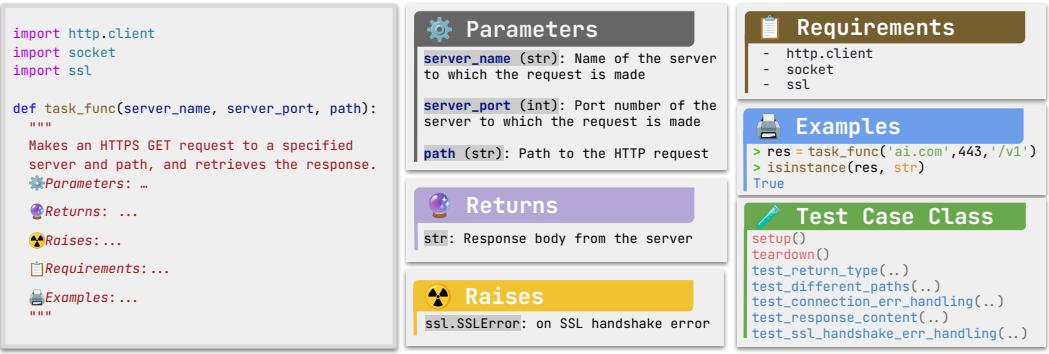 import http.client
import socket
import ssl
def task_func(server_name, server_port, path):
"""
Makes an HTTPS GET request to a specified
server and path, and retrieves the response.
Parameters: …
Returns: ...
Raises:...
Requirements:...
Examples:...
"""
Parameters
server_name (str): Name of the server
to which the request is made
server_port (int): Port number of the
server to which the request is made
path (str): Path to the HTTP request
Returns
str: Response body from the server
Raises
ssl.SSLError: on SSL handshake error
Requirements
- http.client
- socket
- ssl
Examples
> res = task_func('ai.com',443,'/v1')
> isinstance(res, str)
True
Test Case Class
setup()
teardown()
test_return_type(..)
test_different_paths(..)
test_connection_err_handling(..)
test_response_content(..)
test_ssl_handshake_err_handling(..)